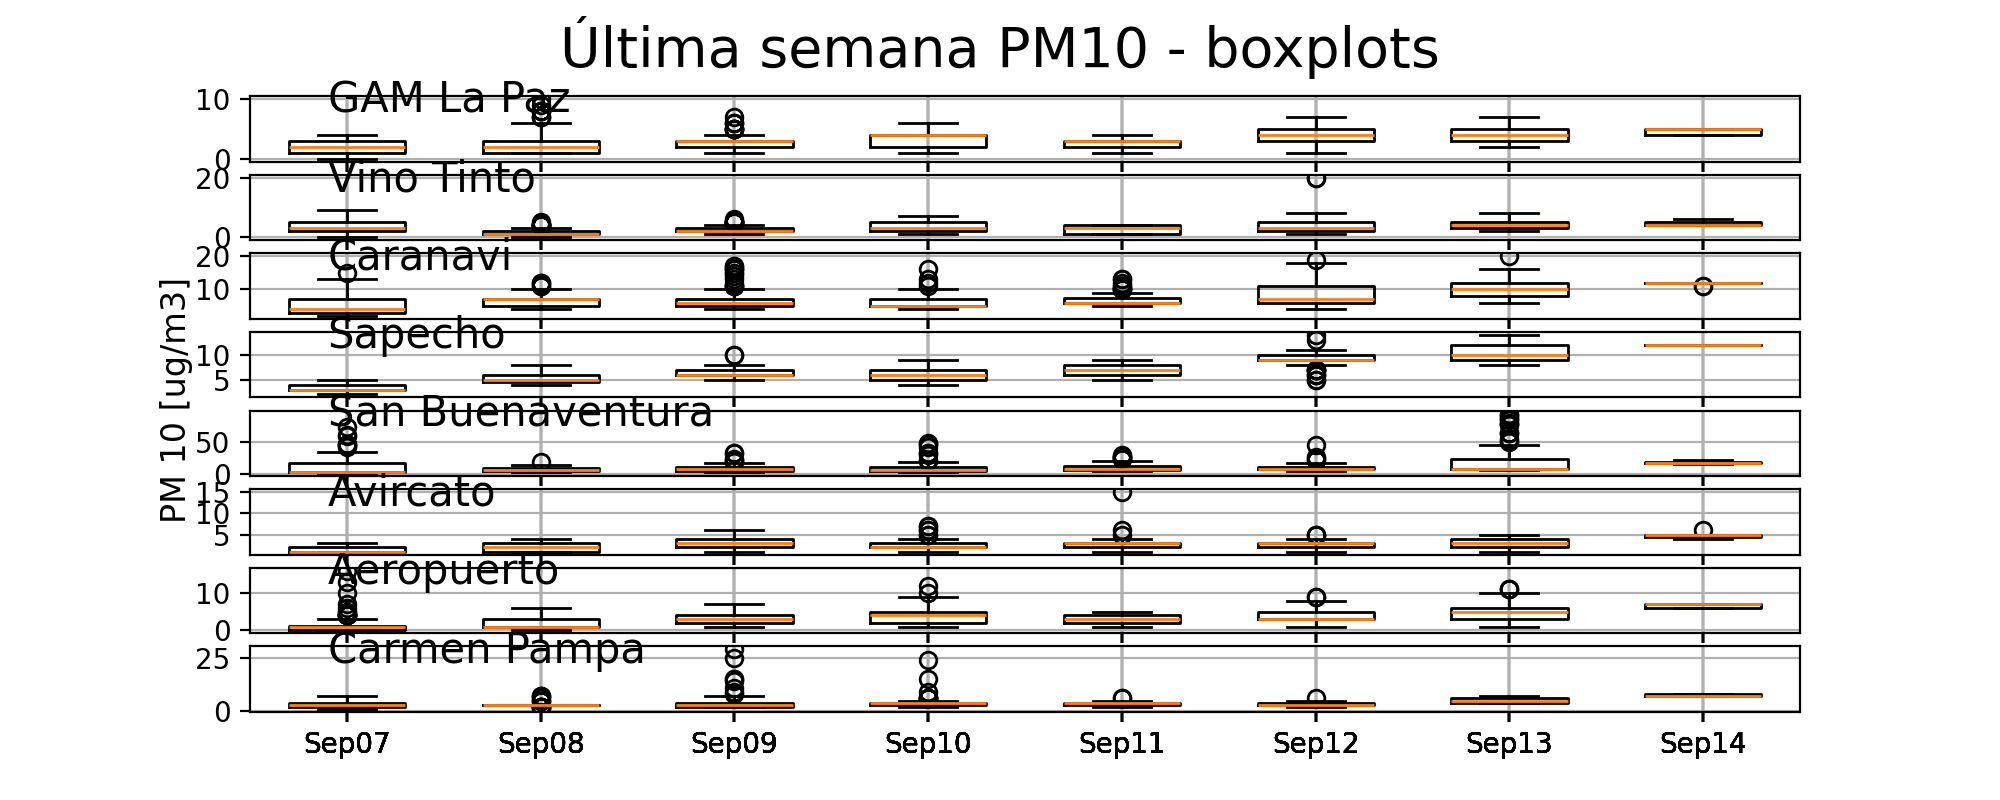 Última semana PM10 - boxplots
GAM La Paz
10
0
Vino Tinto
20
0
Caranavi
20
10
Sapecho
10
5
San Buenaventura
50
0
Avircato
15
10
5
Aeropuerto
10
0
Carmen Pampa
25
0
PM 10 [ug/m3]
Sep07 Sep08 Sep09 Sep10 Sep11 Sep12 Sep13 Sep14